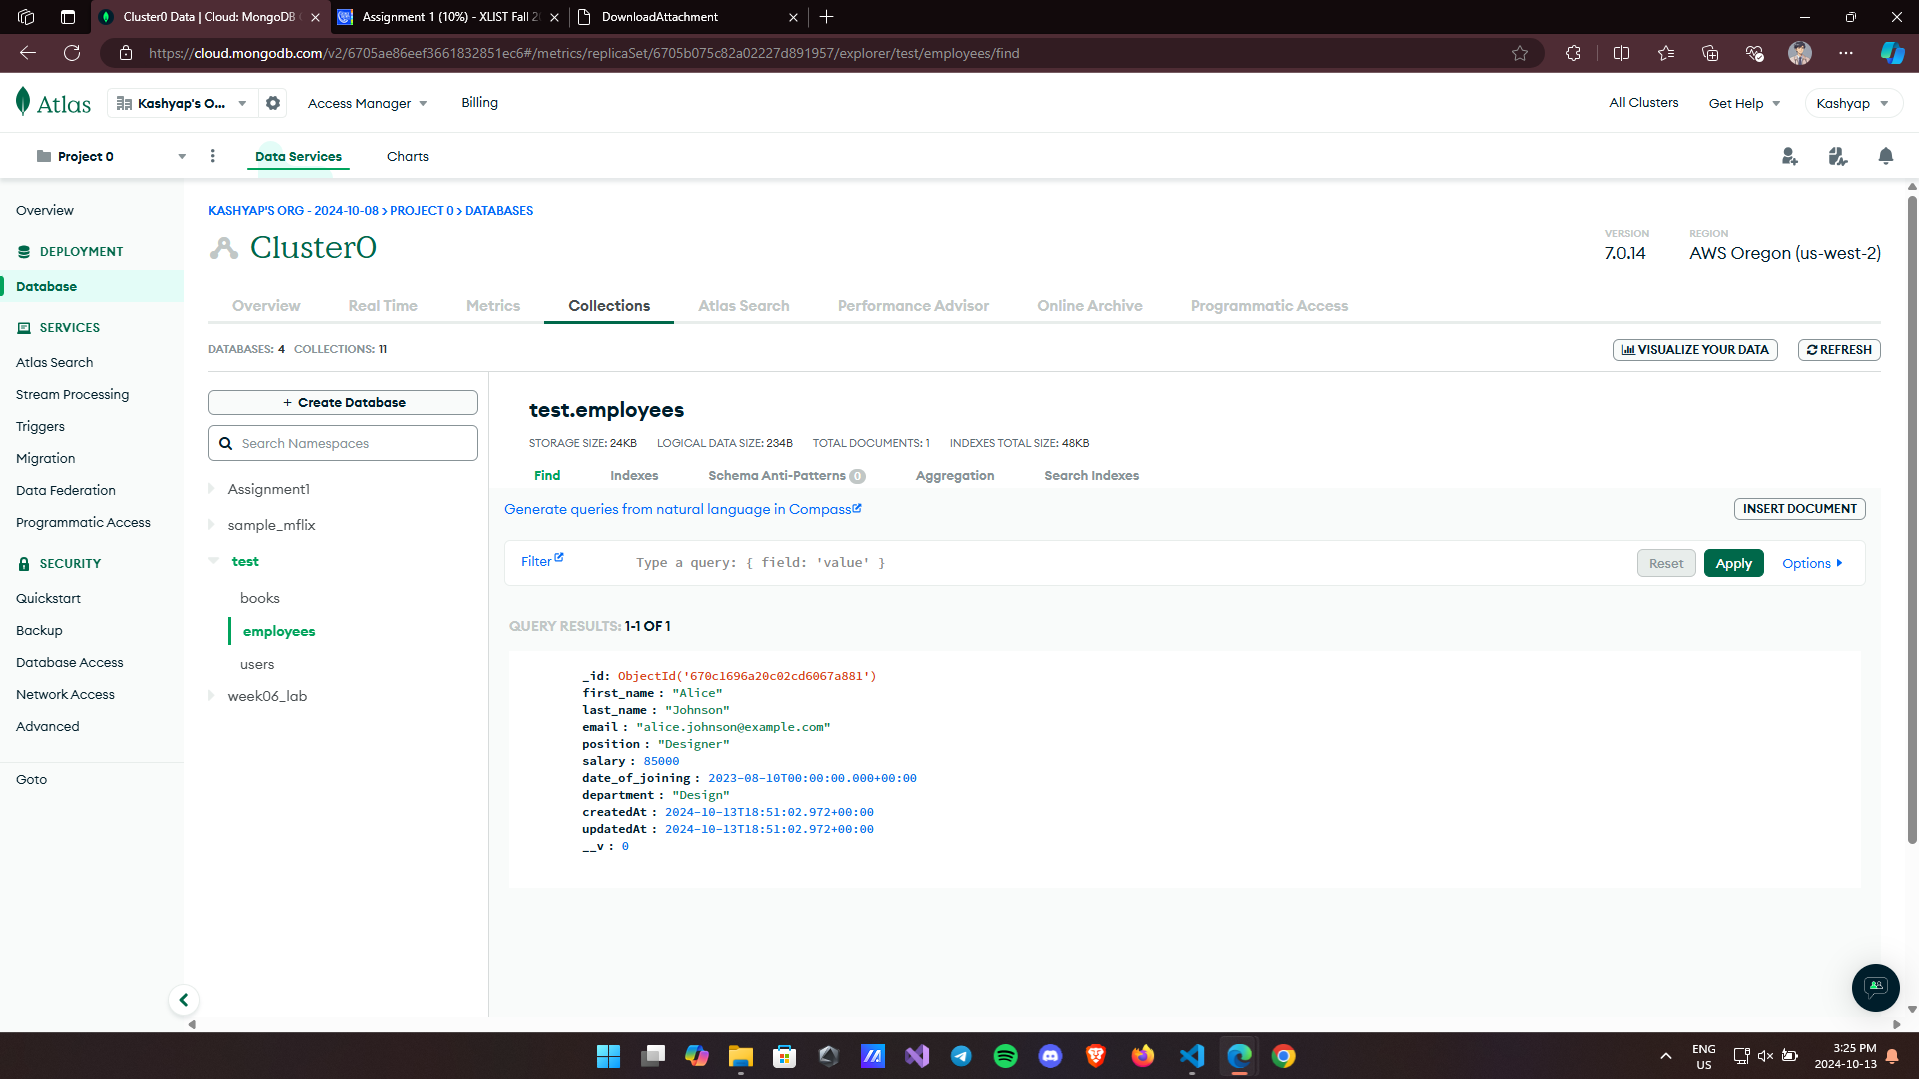 Cluster0 Data | Cloud: MongoDB C
Assignment 1 (10%) - XLIST Fall 20
DownloadAttachment
https://cloud.mongodb.com/v2/6705ae86eef3661832851ec6#/metrics/replicaSet/6705b075c82a02227d891957/explorer/test/employees/find
Atlas
Kashyap's O...
Access Manager
Billing
All Clusters
Get Help
Kashyap
Project 0
Data Services
Charts
Overview
DEPLOYMENT
Database
SERVICES
Atlas Search
Stream Processing
Triggers
Migration
Data Federation
Programmatic Access
SECURITY
Quickstart
Backup
Database Access
Network Access
Advanced
Goto
KASHYAP'S ORG - 2024-10-08 > PROJECT 0 > DATABASES
Cluster0
VERSION
7.0.14
REGION
AWS Oregon (us-west-2)
Overview
Real Time
Metrics
Collections
Atlas Search
Performance Advisor
Online Archive
Programmatic Access
DATABASES: 4 COLLECTIONS: 11
VISUALIZE YOUR DATA
REFRESH
+ Create Database
Search Namespaces
Assignment1
sample_mflix
test
books
employees
users
week06_lab
test.employees
STORAGE SIZE: 24KB LOGICAL DATA SIZE: 234B TOTAL DOCUMENTS: 1 INDEXES TOTAL SIZE: 48KB
Find
Indexes
Schema Anti-Patterns 0
Aggregation
Search Indexes
Generate queries from natural language in Compass
INSERT DOCUMENT
Filter
Type a query: { field: 'value' }
Reset
Apply
Options
QUERY RESULTS: 1-1 OF 1
_id: ObjectId('670c1696a20c02cd6067a881')
first_name : "Alice"
last_name : "Johnson"
email : "alice.johnson@example.com"
position : "Designer"
salary : 85000
date_of_joining : 2023-08-10T00:00:00.000+00:00
department : "Design"
createdAt : 2024-10-13T18:51:02.972+00:00
updatedAt : 2024-10-13T18:51:02.972+00:00
__v : 0
ENG
US
3:25 PM
2024-10-13